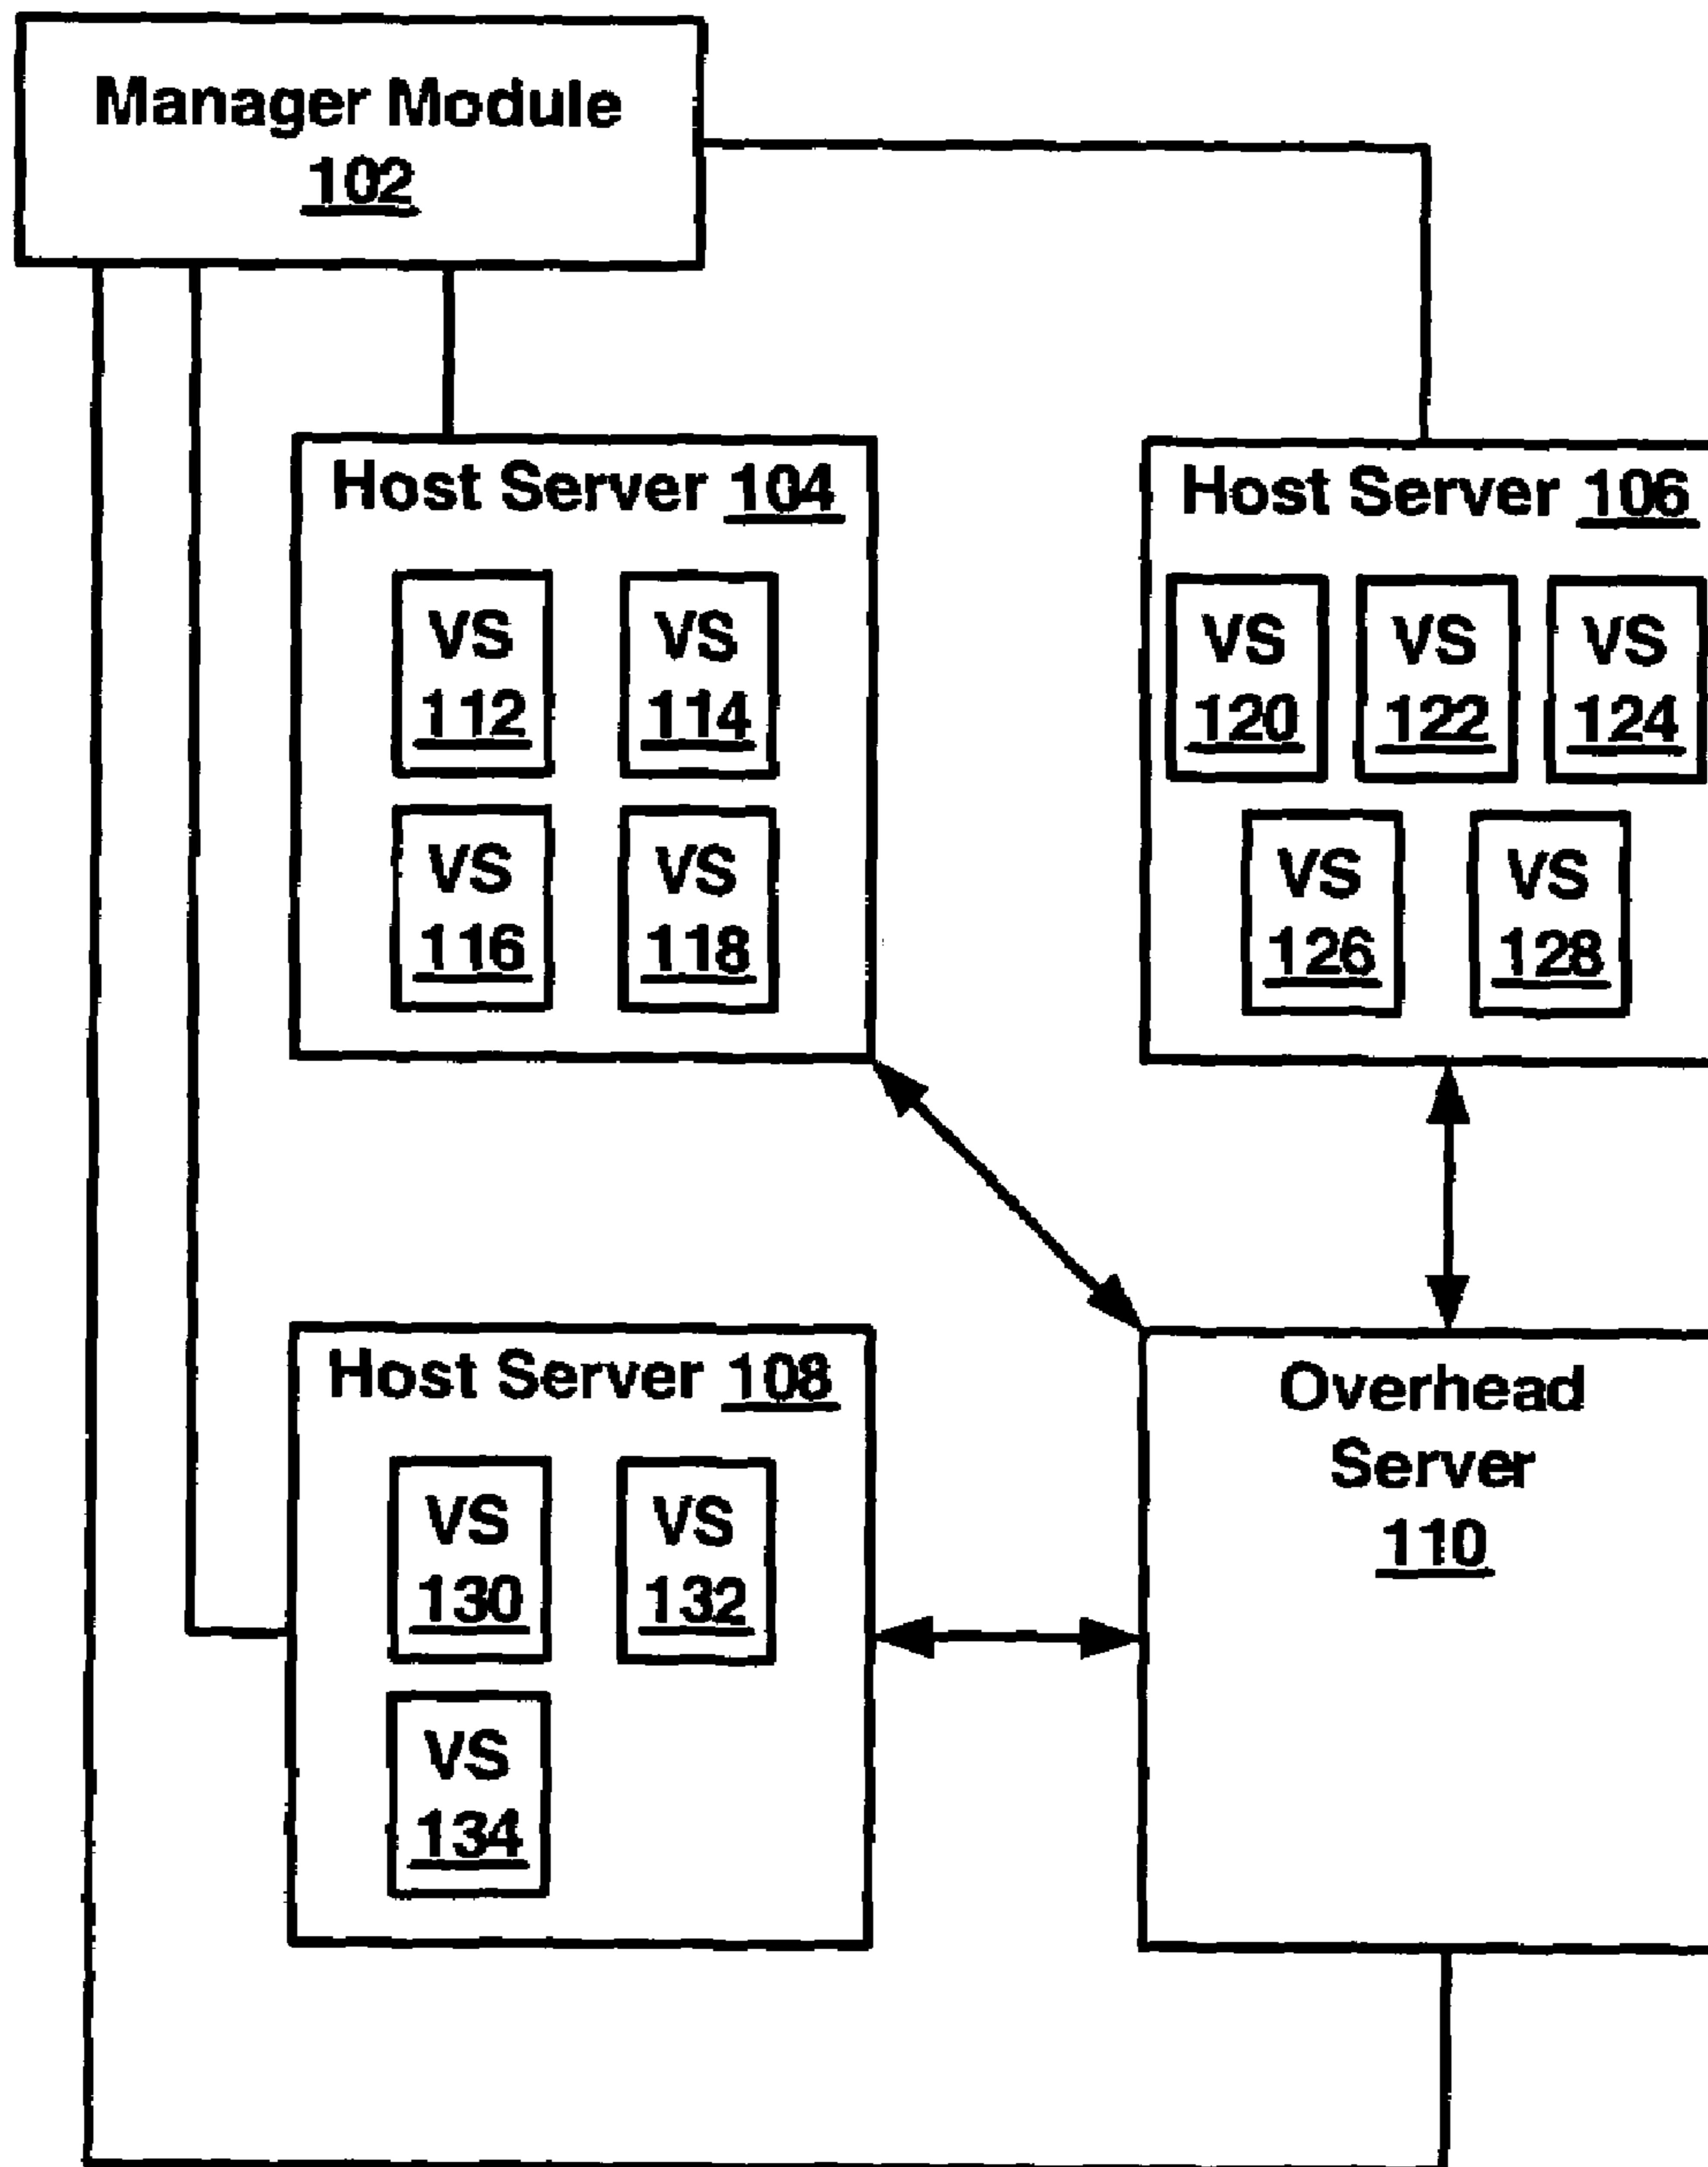 Manager Module
102
Host Server 104
VS
112
VS
114
VS
116
VS
118
Host Server 106
VS
120
VS
122
VS
124
VS
126
VS
128
Host Server 108
VS
130
VS
132
VS
134
Overhead
Server
110